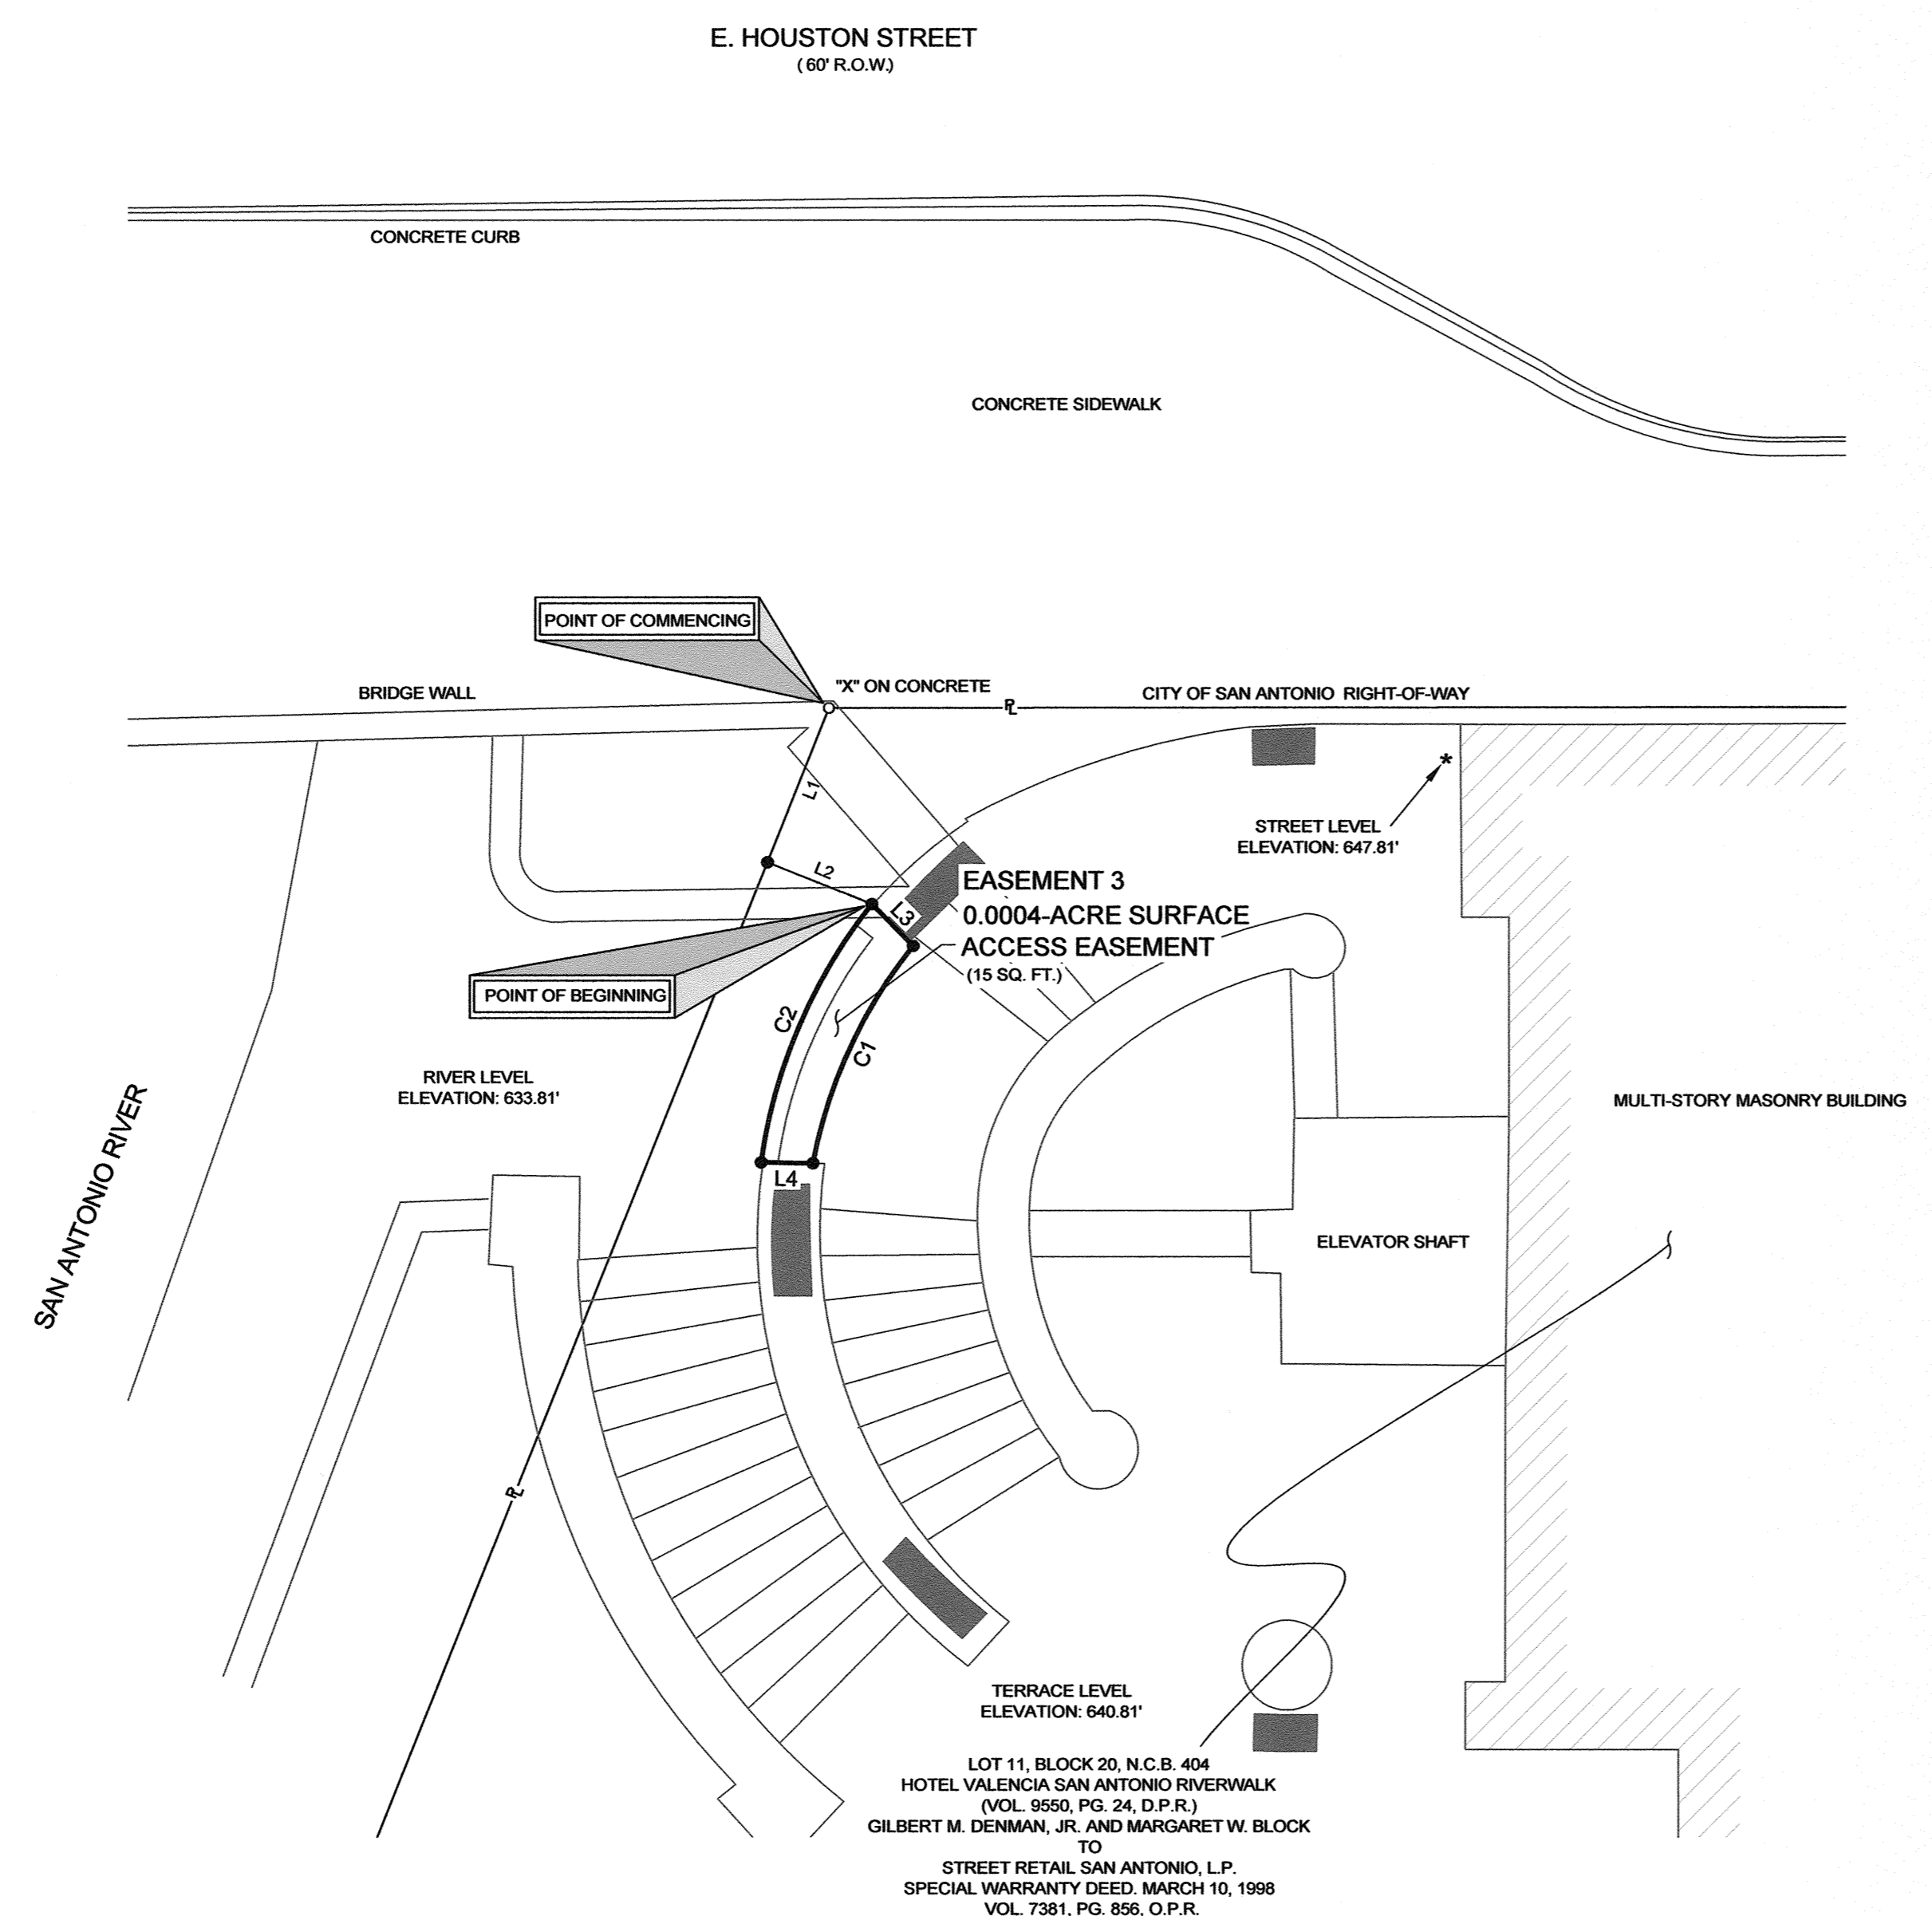 E. HOUSTON STREET
( 60' R.O.W.)
CONCRETE CURB
CONCRETE SIDEWALK
POINT OF COMMENCING
"X" ON CONCRETE
BRIDGE WALL
CITY OF SAN ANTONIO RIGHT-OF-WAY
PL
L1
STREET LEVEL
ELEVATION: 647.81'
*
L2
EASEMENT 3
0.0004-ACRE SURFACE
ACCESS EASEMENT
(15 SQ. FT.)
L3
POINT OF BEGINNING
C2
C1
RIVER LEVEL
ELEVATION: 633.81'
MULTI-STORY MASONRY BUILDING
SAN ANTONIO RIVER
L4
ELEVATOR SHAFT
PL
TERRACE LEVEL
ELEVATION: 640.81'
LOT 11, BLOCK 20, N.C.B. 404
HOTEL VALENCIA SAN ANTONIO RIVERWALK
(VOL. 9550, PG. 24, D.P.R.)
GILBERT M. DENMAN, JR. AND MARGARET W. BLOCK
TO
STREET RETAIL SAN ANTONIO, L.P.
SPECIAL WARRANTY DEED. MARCH 10, 1998
VOL. 7381, PG. 856, O.P.R.